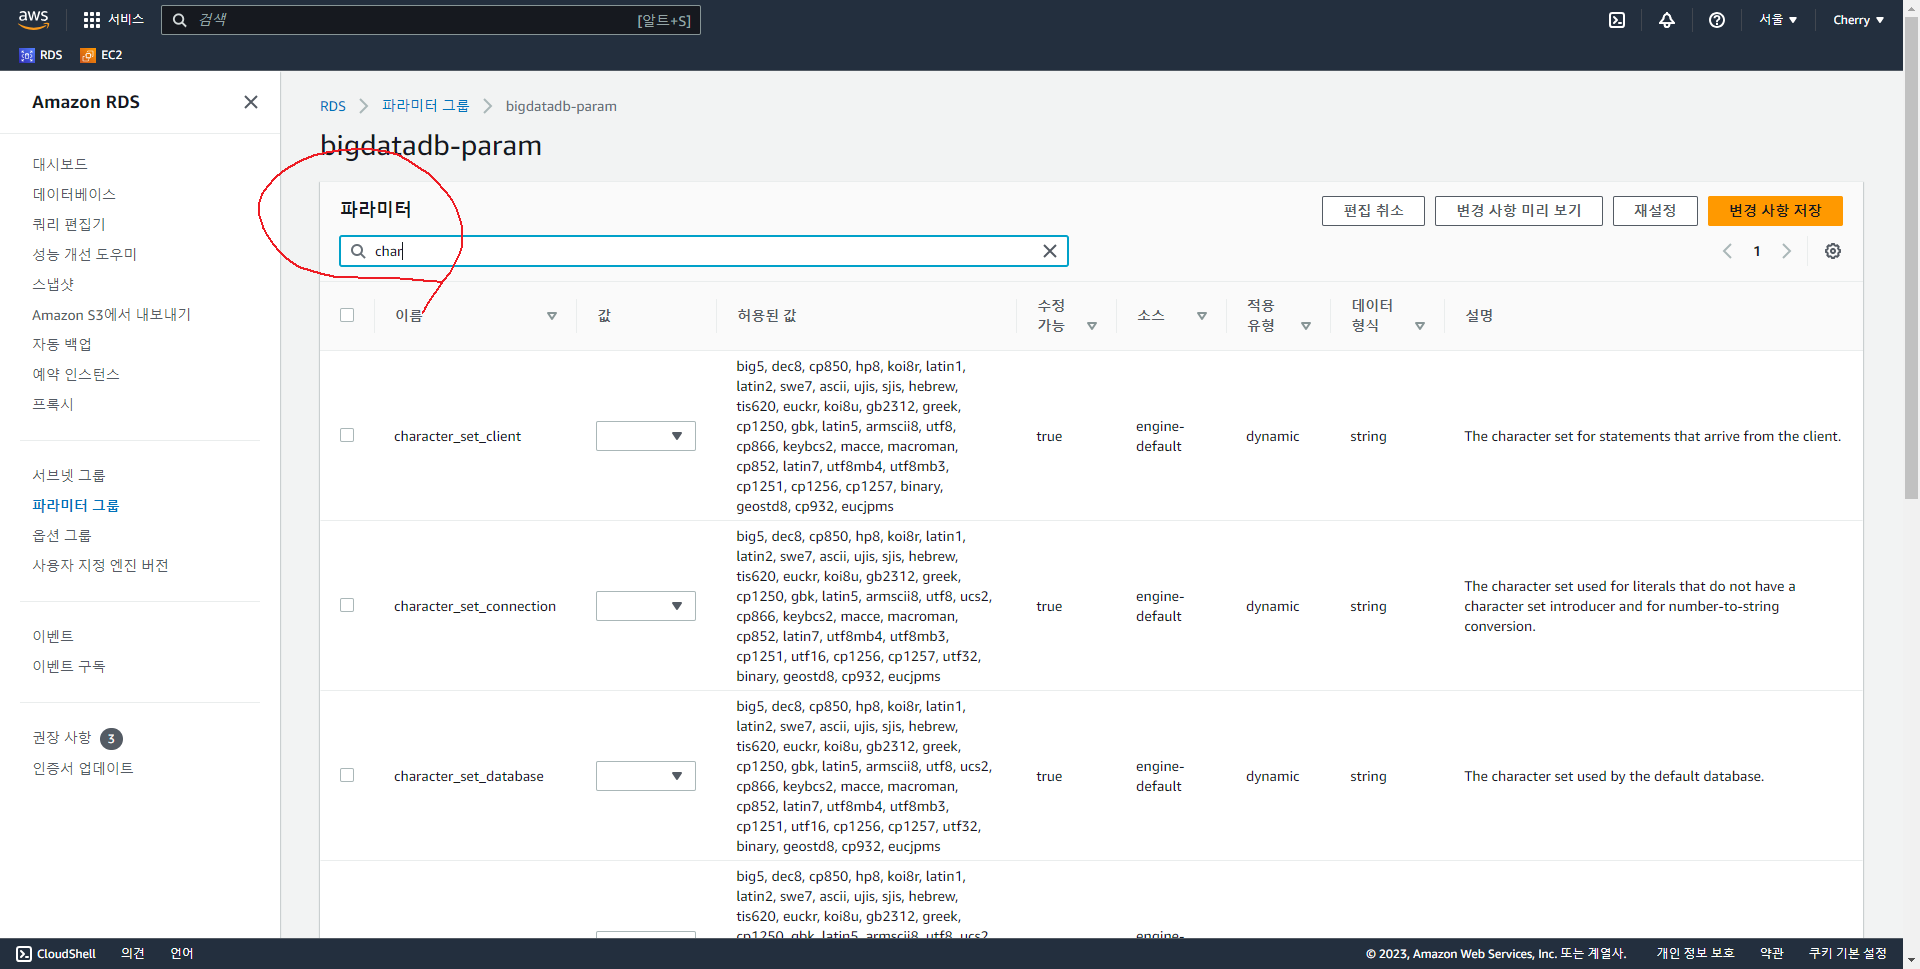 aws
서비스
검색
[알트+S]
서울 ▼
Cherry ▼
RDS
EC2
Amazon RDS
대시보드
데이터베이스
쿼리 편집기
성능 개선 도우미
스냅샷
Amazon S3에서 내보내기
자동 백업
예약 인스턴스
프록시
서브넷 그룹
파라미터 그룹
옵션 그룹
사용자 지정 엔진 버전
이벤트
이벤트 구독
권장 사항 3
인증서 업데이트
RDS > 파라미터 그룹 > bigdatadb-param
bigdatadb-param
파라미터
편집 취소
변경 사항 미리 보기
재설정
변경 사항 저장
char
1
이름
값
허용된 값
수정
가능
소스
적용
유형
데이터
형식
설명
character_set_client
big5, dec8, cp850, hp8, koi8r, latin1,
latin2, swe7, ascii, ujis, sjis, hebrew,
tis620, euckr, koi8u, gb2312, greek,
cp1250, gbk, latin5, armscii8, utf8,
cp866, keybcs2, macce, macroman,
cp852, latin7, utf8mb4, utf8mb3,
cp1251, cp1256, cp1257, binary,
geostd8, cp932, eucjpms
true
engine-
default
dynamic
string
The character set for statements that arrive from the client.
character_set_connection
big5, dec8, cp850, hp8, koi8r, latin1,
latin2, swe7, ascii, ujis, sjis, hebrew,
tis620, euckr, koi8u, gb2312, greek,
cp1250, gbk, latin5, armscii8, utf8, ucs2,
cp866, keybcs2, macce, macroman,
cp852, latin7, utf8mb4, utf8mb3,
cp1251, utf16, cp1256, cp1257, utf32,
binary, geostd8, cp932, eucjpms
true
engine-
default
dynamic
string
The character set used for literals that do not have a
character set introducer and for number-to-string
conversion.
character_set_database
big5, dec8, cp850, hp8, koi8r, latin1,
latin2, swe7, ascii, ujis, sjis, hebrew,
tis620, euckr, koi8u, gb2312, greek,
cp1250, gbk, latin5, armscii8, utf8, ucs2,
cp866, keybcs2, macce, macroman,
cp852, latin7, utf8mb4, utf8mb3,
cp1251, utf16, cp1256, cp1257, utf32,
binary, geostd8, cp932, eucjpms
true
engine-
default
dynamic
string
The character set used by the default database.
big5, dec8, cp850, hp8, koi8r, latin1,
latin2, swe7, ascii, ujis, sjis, hebrew,
tis620, euckr, koi8u, gb2312, greek,
cp1250, gbk, latin5, armscii8, utf8, ucs2,
engine-
CloudShell
의견
언어
© 2023, Amazon Web Services, Inc. 또는 계열사.
개인 정보 보호
약관
쿠키 기본 설정